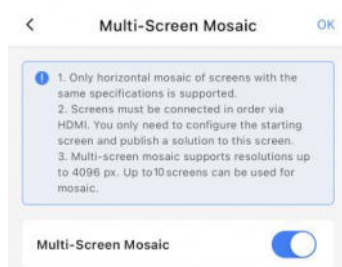 Multi-Screen Mosaic OK
1. Only horizontal mosaic of screens with the
same specifications is supported.
2. Screens must be connected in order via
HDMI. You only need to configure the starting
screen and publish a solution to this screen.
3. Multi-screen mosaic supports resolutions up
to 4096 px. Up to10 screens can be used for
mosaic.
Multi-Screen Mosaic